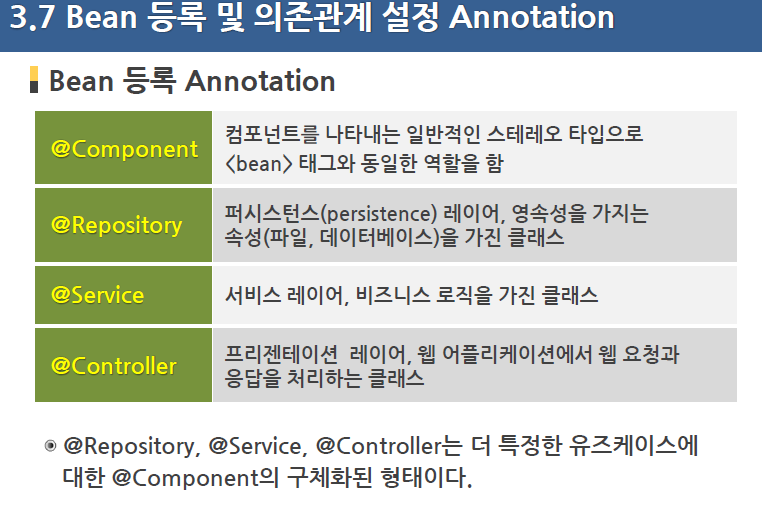 3.7 Bean 등록 및 의존관계 설정 Annotation
Bean 등록 Annotation
@Component
컴포넌트를 나타내는 일반적인 스테레오 타입으로
<bean> 태그와 동일한 역할을 함
@Repository
퍼시스턴스(persistence) 레이어, 영속성을 가지는
속성(파일, 데이터베이스)을 가진 클래스
@Service
서비스 레이어, 비즈니스 로직을 가진 클래스
@Controller
프리젠테이션 레이어, 웹 어플리케이션에서 웹 요청과
응답을 처리하는 클래스
@Repository, @Service, @Controller는 더 특정한 유즈케이스에
대한 @Component의 구체화된 형태이다.